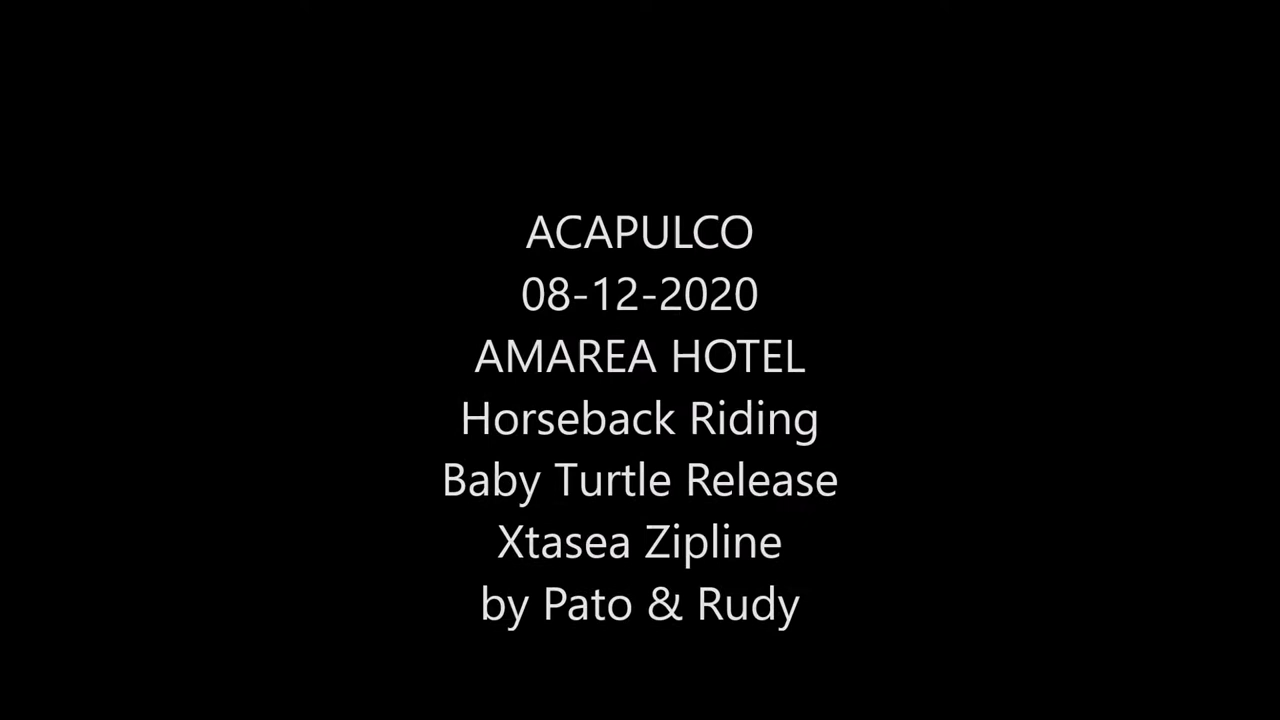 ACAPULCO
08-12-2020
AMAREA HOTEL
Horseback Riding
Baby Turtle Release
Xtasea Zipline
by Pato & Rudy